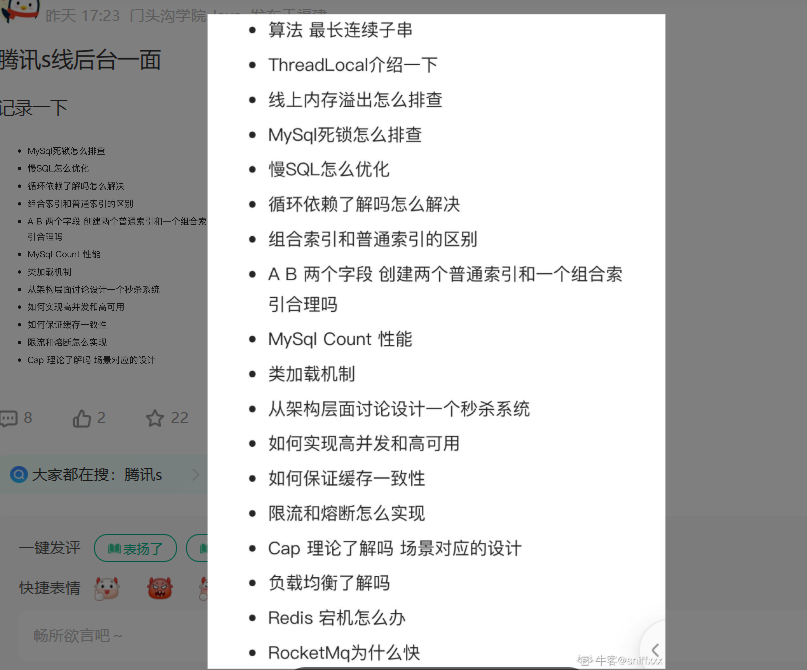 昨天 17:23 门头沟学院 Java 发布于福建
腾讯s线后台一面
记录一下
MySql死锁怎么排查
慢SQL怎么优化
循环依赖了解吗怎么解决
组合索引和普通索引的区别
A B 两个字段 创建两个普通索引和一个组合索
引合理吗
MySql Count 性能
类加载机制
从架构层面讨论设计一个秒杀系统
如何实现高并发和高可用
如何保证缓存一致性
限流和熔断怎么实现
Cap 理论了解吗 场景对应的设计
8 2 22
大家都在搜:腾讯s
一键发评 表扬了
快捷表情
畅所欲言吧~
算法 最长连续子串
ThreadLocal介绍一下
线上内存溢出怎么排查
MySql死锁怎么排查
慢SQL怎么优化
循环依赖了解吗怎么解决
组合索引和普通索引的区别
A B 两个字段 创建两个普通索引和一个组合索
引合理吗
MySql Count 性能
类加载机制
从架构层面讨论设计一个秒杀系统
如何实现高并发和高可用
如何保证缓存一致性
限流和熔断怎么实现
Cap 理论了解吗 场景对应的设计
负载均衡了解吗
Redis 宕机怎么办
RocketMq为什么快
牛客@sniffxxx